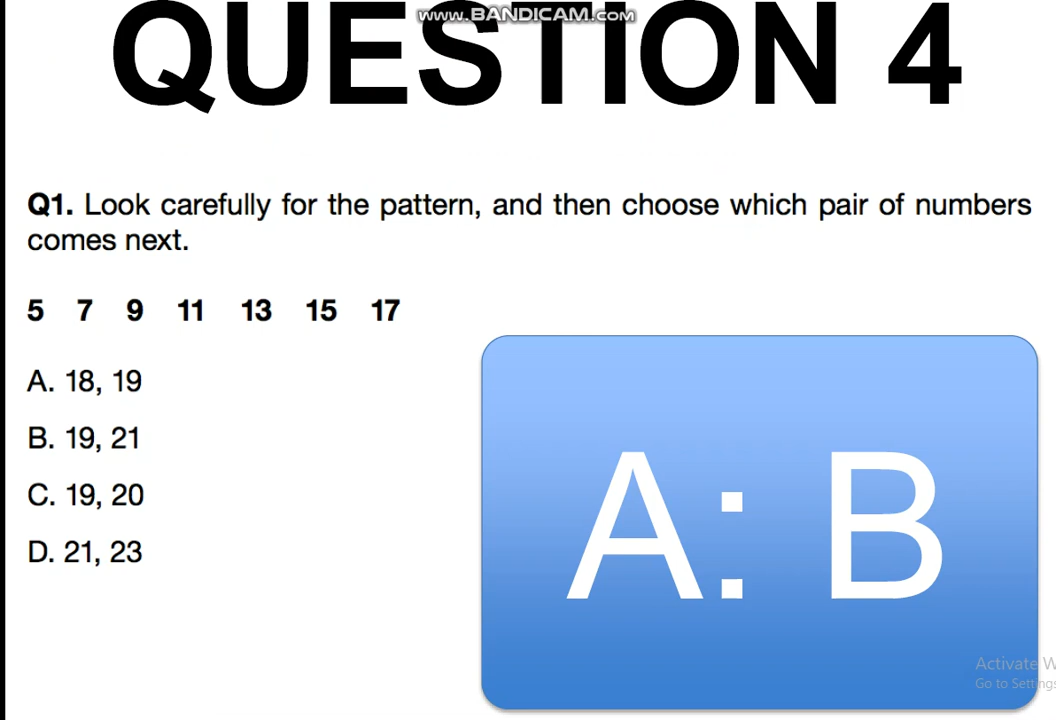 www.BANDICAM.com
QUESTION 4
Q1. Look carefully for the pattern, and then choose which pair of numbers
comes next.
5 7 9 11 13 15 17
A. 18, 19
B. 19, 21
C. 19, 20
D. 21, 23
A: B
Activate W
Go to Settings